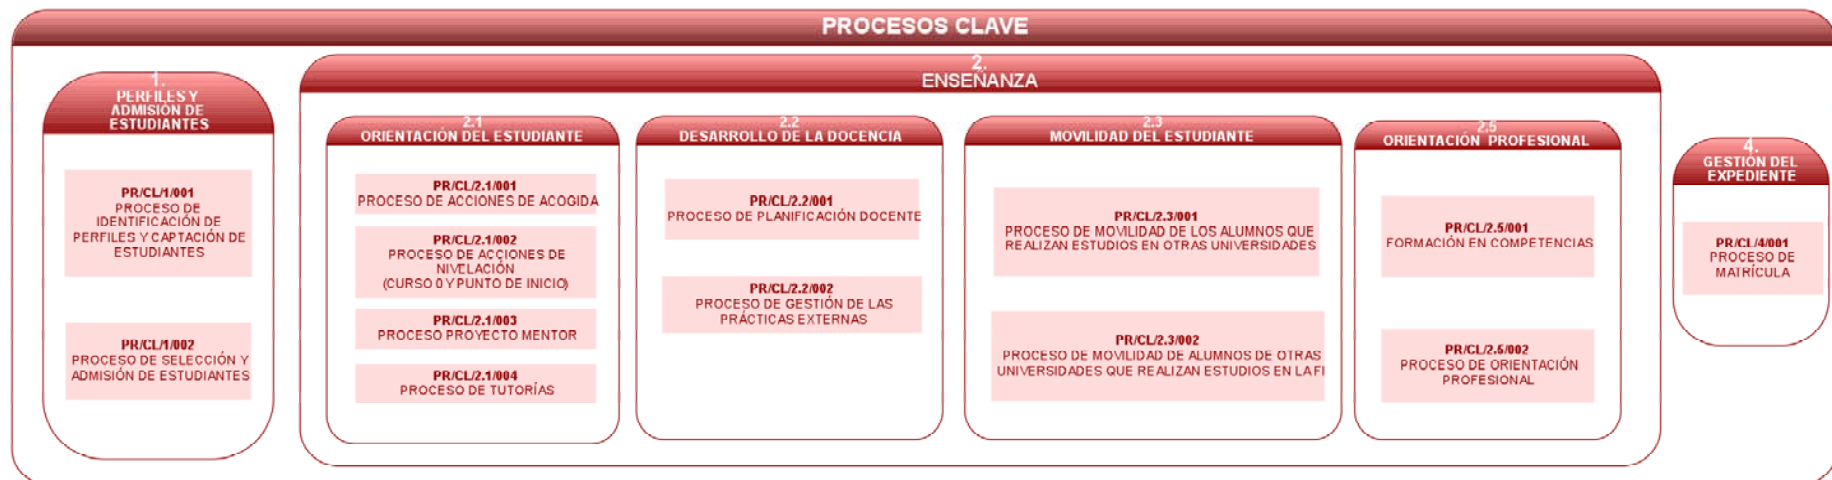 PROCESOS CLAVE
1.
PERFILES Y
ADMISIÓN DE
ESTUDIANTES
PR/CL/1/001
PROCESO DE
IDENTIFICACIÓN DE
PERFILES Y CAPTACIÓN DE
ESTUDIANTES
PR/CL/1/002
PROCESO DE SELECCIÓN Y
ADMISIÓN DE ESTUDIANTES
2.
ENSEÑANZA
2.1
ORIENTACIÓN DEL ESTUDIANTE
PR/CL/2.1/001
PROCESO DE ACCIONES DE ACOGIDA
PR/CL/2.1/002
PROCESO DE ACCIONES DE
NIVELACIÓN
(CURSO 0 Y PUNTO DE INICIO)
PR/CL/2.1/003
PROCESO PROYECTO MENTOR
PR/CL/2.1/004
PROCESO DE TUTORÍAS
2.2
DESARROLLO DE LA DOCENCIA
PR/CL/2.2/001
PROCESO DE PLANIFICACIÓN DOCENTE
PR/CL/2.2/002
PROCESO DE GESTIÓN DE LAS
PRÁCTICAS EXTERNAS
2.3
MOVILIDAD DEL ESTUDIANTE
PR/CL/2.3/001
PROCESO DE MOVILIDAD DE LOS ALUMNOS QUE
REALIZAN ESTUDIOS EN OTRAS UNIVERSIDADES
PR/CL/2.3/002
PROCESO DE MOVILIDAD DE ALUMNOS DE OTRAS
UNIVERSIDADES QUE REALIZAN ESTUDIOS EN LA FI
2.5
ORIENTACIÓN PROFESIONAL
PR/CL/2.5/001
FORMACIÓN EN COMPETENCIAS
PR/CL/2.5/002
PROCESO DE ORIENTACIÓN
PROFESIONAL
4.
GESTIÓN DEL
EXPEDIENTE
PR/CL/4/001
PROCESO DE
MATRÍCULA